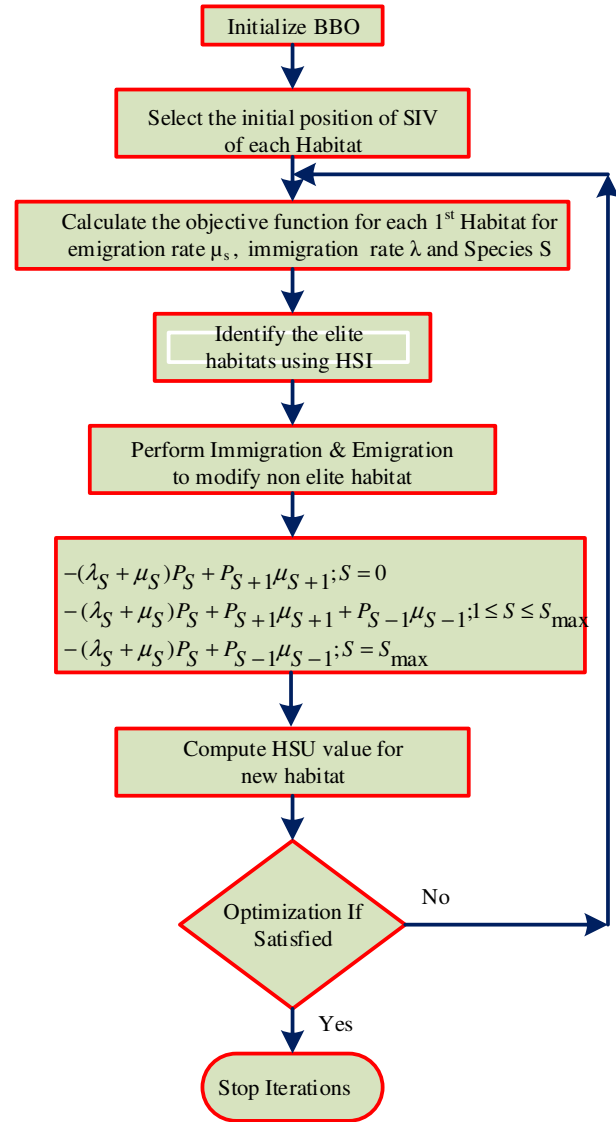 Initialize BBO
Select the initial position of SIV
of each Habitat
Calculate the objective function for each 1st Habitat for
emigration rate μs , immigration rate λ and Species S
Identify the elite
habitats using HSI
Perform Immigration & Emigration
to modify non elite habitat
−(λS + μS)PS + PS+1μS+1;S = 0
−(λS + μS)PS + PS+1μS+1 + PS−1μS−1;1 ≤ S ≤ Smax
−(λS + μS)PS + PS−1μS−1;S = Smax
Compute HSU value for
new habitat
Optimization If
Satisfied
No
Yes
Stop Iterations